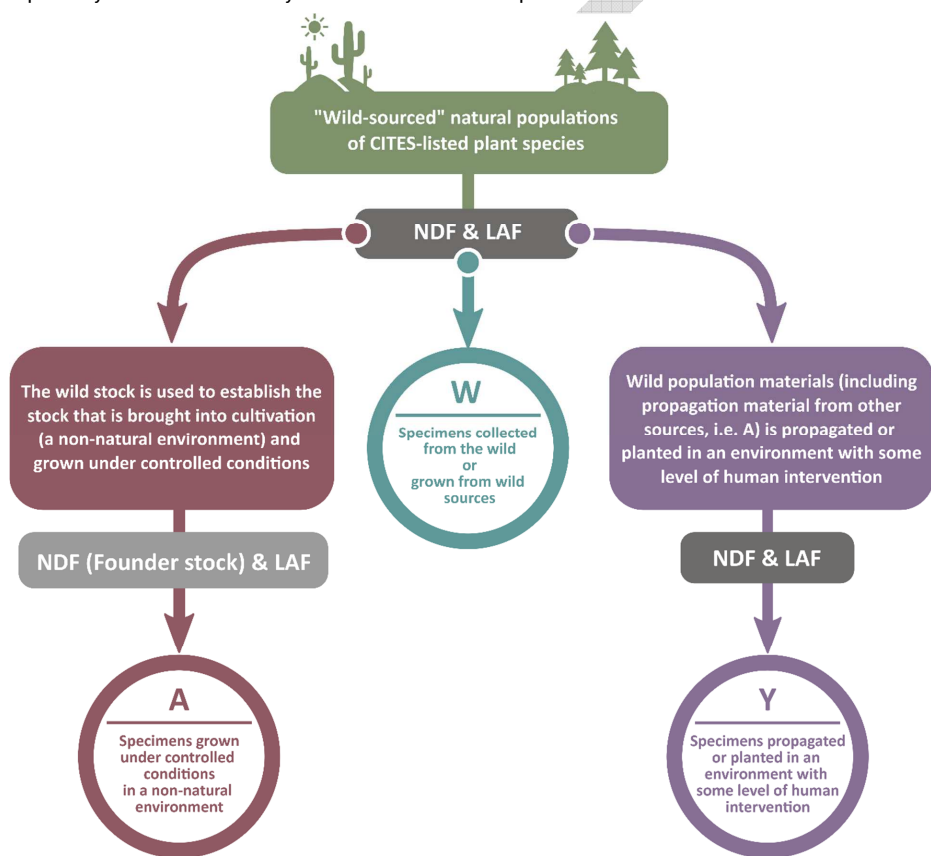 "Wild-sourced" natural populations
of CITES-listed plant species
NDF & LAF
The wild stock is used to establish the
stock that is brought into cultivation
(a non-natural environment) and
grown under controlled conditions
W
Specimens collected
from the wild
or
grown from wild
sources
Wild population materials (including
propagation material from other
sources, i.e. A) is propagated or
planted in an environment with some
level of human intervention
NDF (Founder stock) & LAF
NDF & LAF
A
Specimens grown
under controlled
conditions
in a non-natural
environment
Y
Specimens propagated
or planted in an
environment with
some level of human
intervention